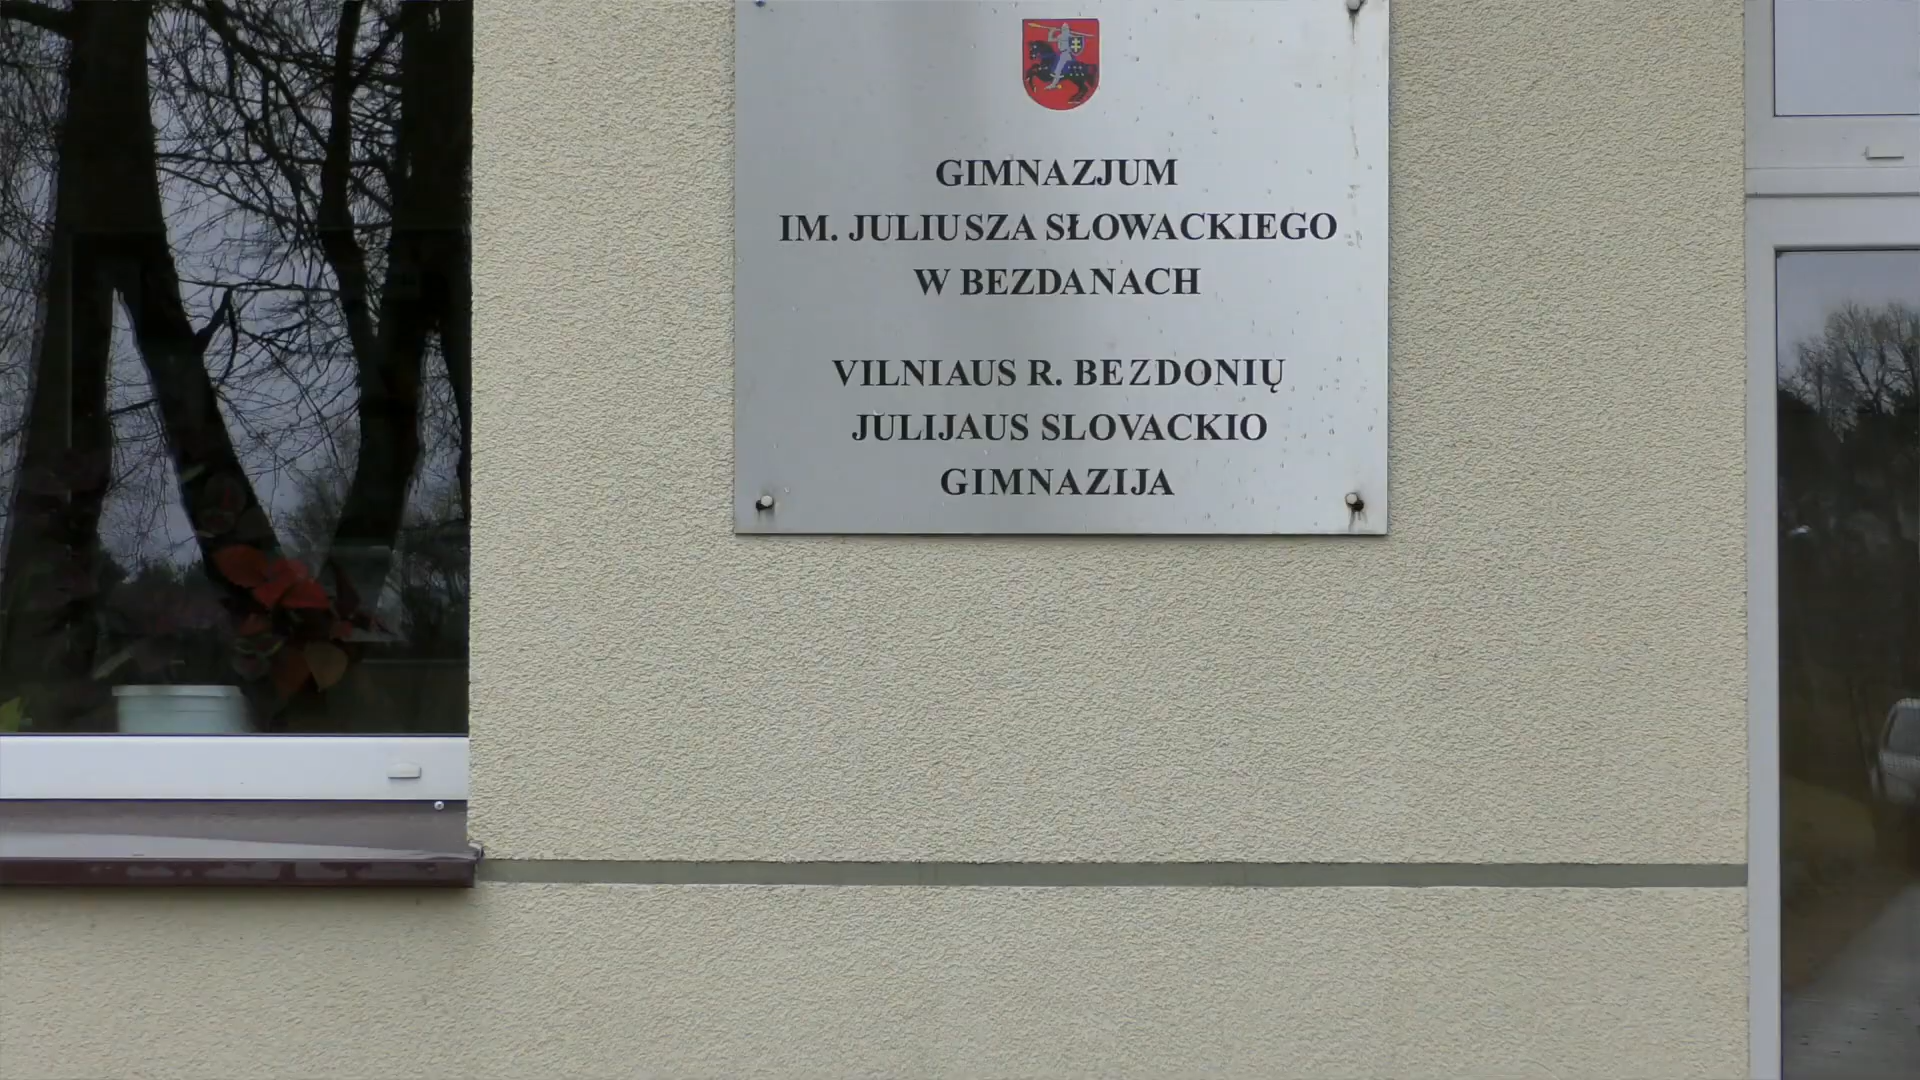 GIMNAZJUM
IM. JULIUSZA SŁOWACKIEGO
W BEZDANACH
VILNIAUS R. BEZDONIŲ
JULIJAUS SLOVACKIO
GIMNAZIJA